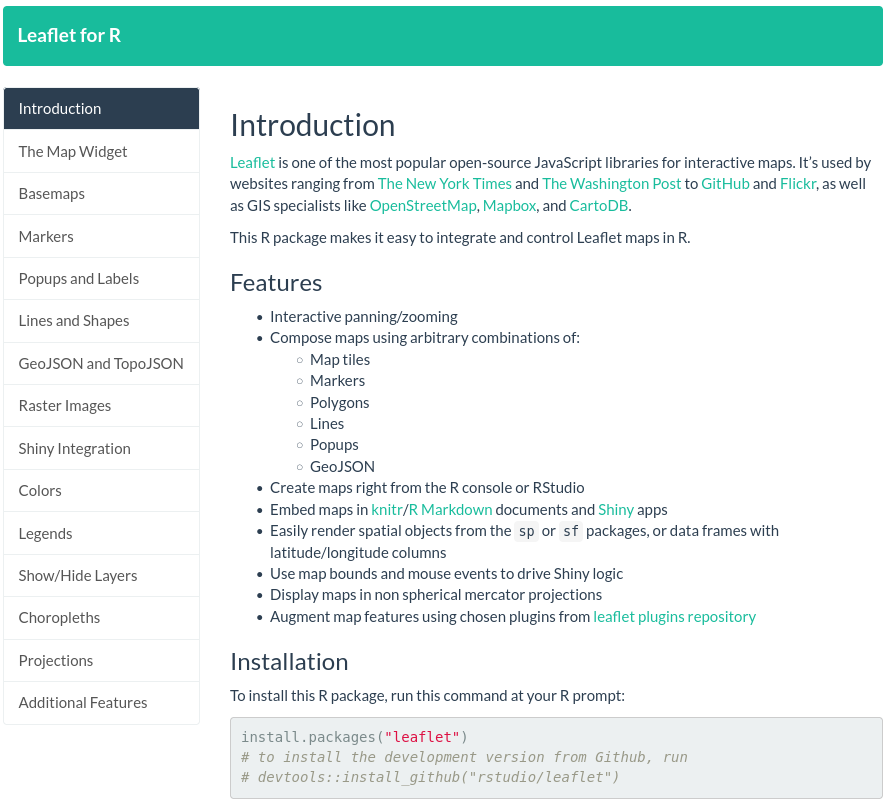 Leaflet for R
Introduction
The Map Widget
Basemaps
Markers
Popups and Labels
Lines and Shapes
GeoJSON and TopoJSON
Raster Images
Shiny Integration
Colors
Legends
Show/Hide Layers
Choropleths
Projections
Additional Features
Introduction
Leaflet is one of the most popular open-source JavaScript libraries for interactive maps. It’s used by
websites ranging from The New York Times and The Washington Post to GitHub and Flickr, as well
as GIS specialists like OpenStreetMap, Mapbox, and CartoDB.
This R package makes it easy to integrate and control Leaflet maps in R.
Features
• Interactive panning/zooming
• Compose maps using arbitrary combinations of:
○ Map tiles
○ Markers
○ Polygons
○ Lines
○ Popups
○ GeoJSON
• Create maps right from the R console or RStudio
• Embed maps in knitr/R Markdown documents and Shiny apps
• Easily render spatial objects from the sp or sf packages, or data frames with
latitude/longitude columns
• Use map bounds and mouse events to drive Shiny logic
• Display maps in non spherical mercator projections
• Augment map features using chosen plugins from leaflet plugins repository
Installation
To install this R package, run this command at your R prompt:
install.packages("leaflet")
# to install the development version from Github, run
# devtools::install_github("rstudio/leaflet")